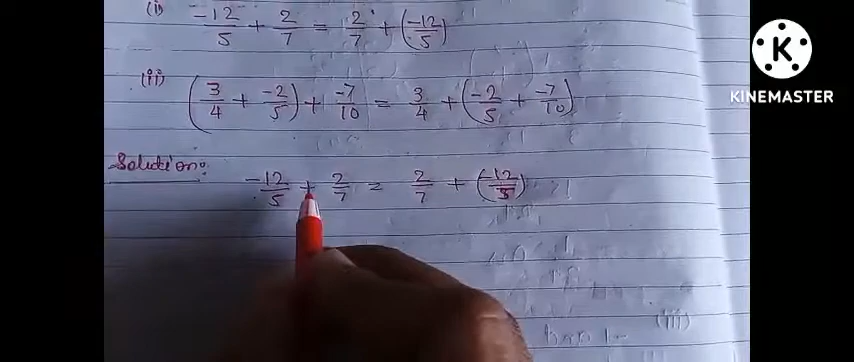 (i) -12/5 + 2/7 = 2/7 + (-12/5)
(ii) (3/4 + -2/5) + -7/10 = 3/4 + (-2/5 + -7/10)
Solution:
-12/5 + 2/7 = 2/7 + (-12/5)
(iii)
KINEMASTER